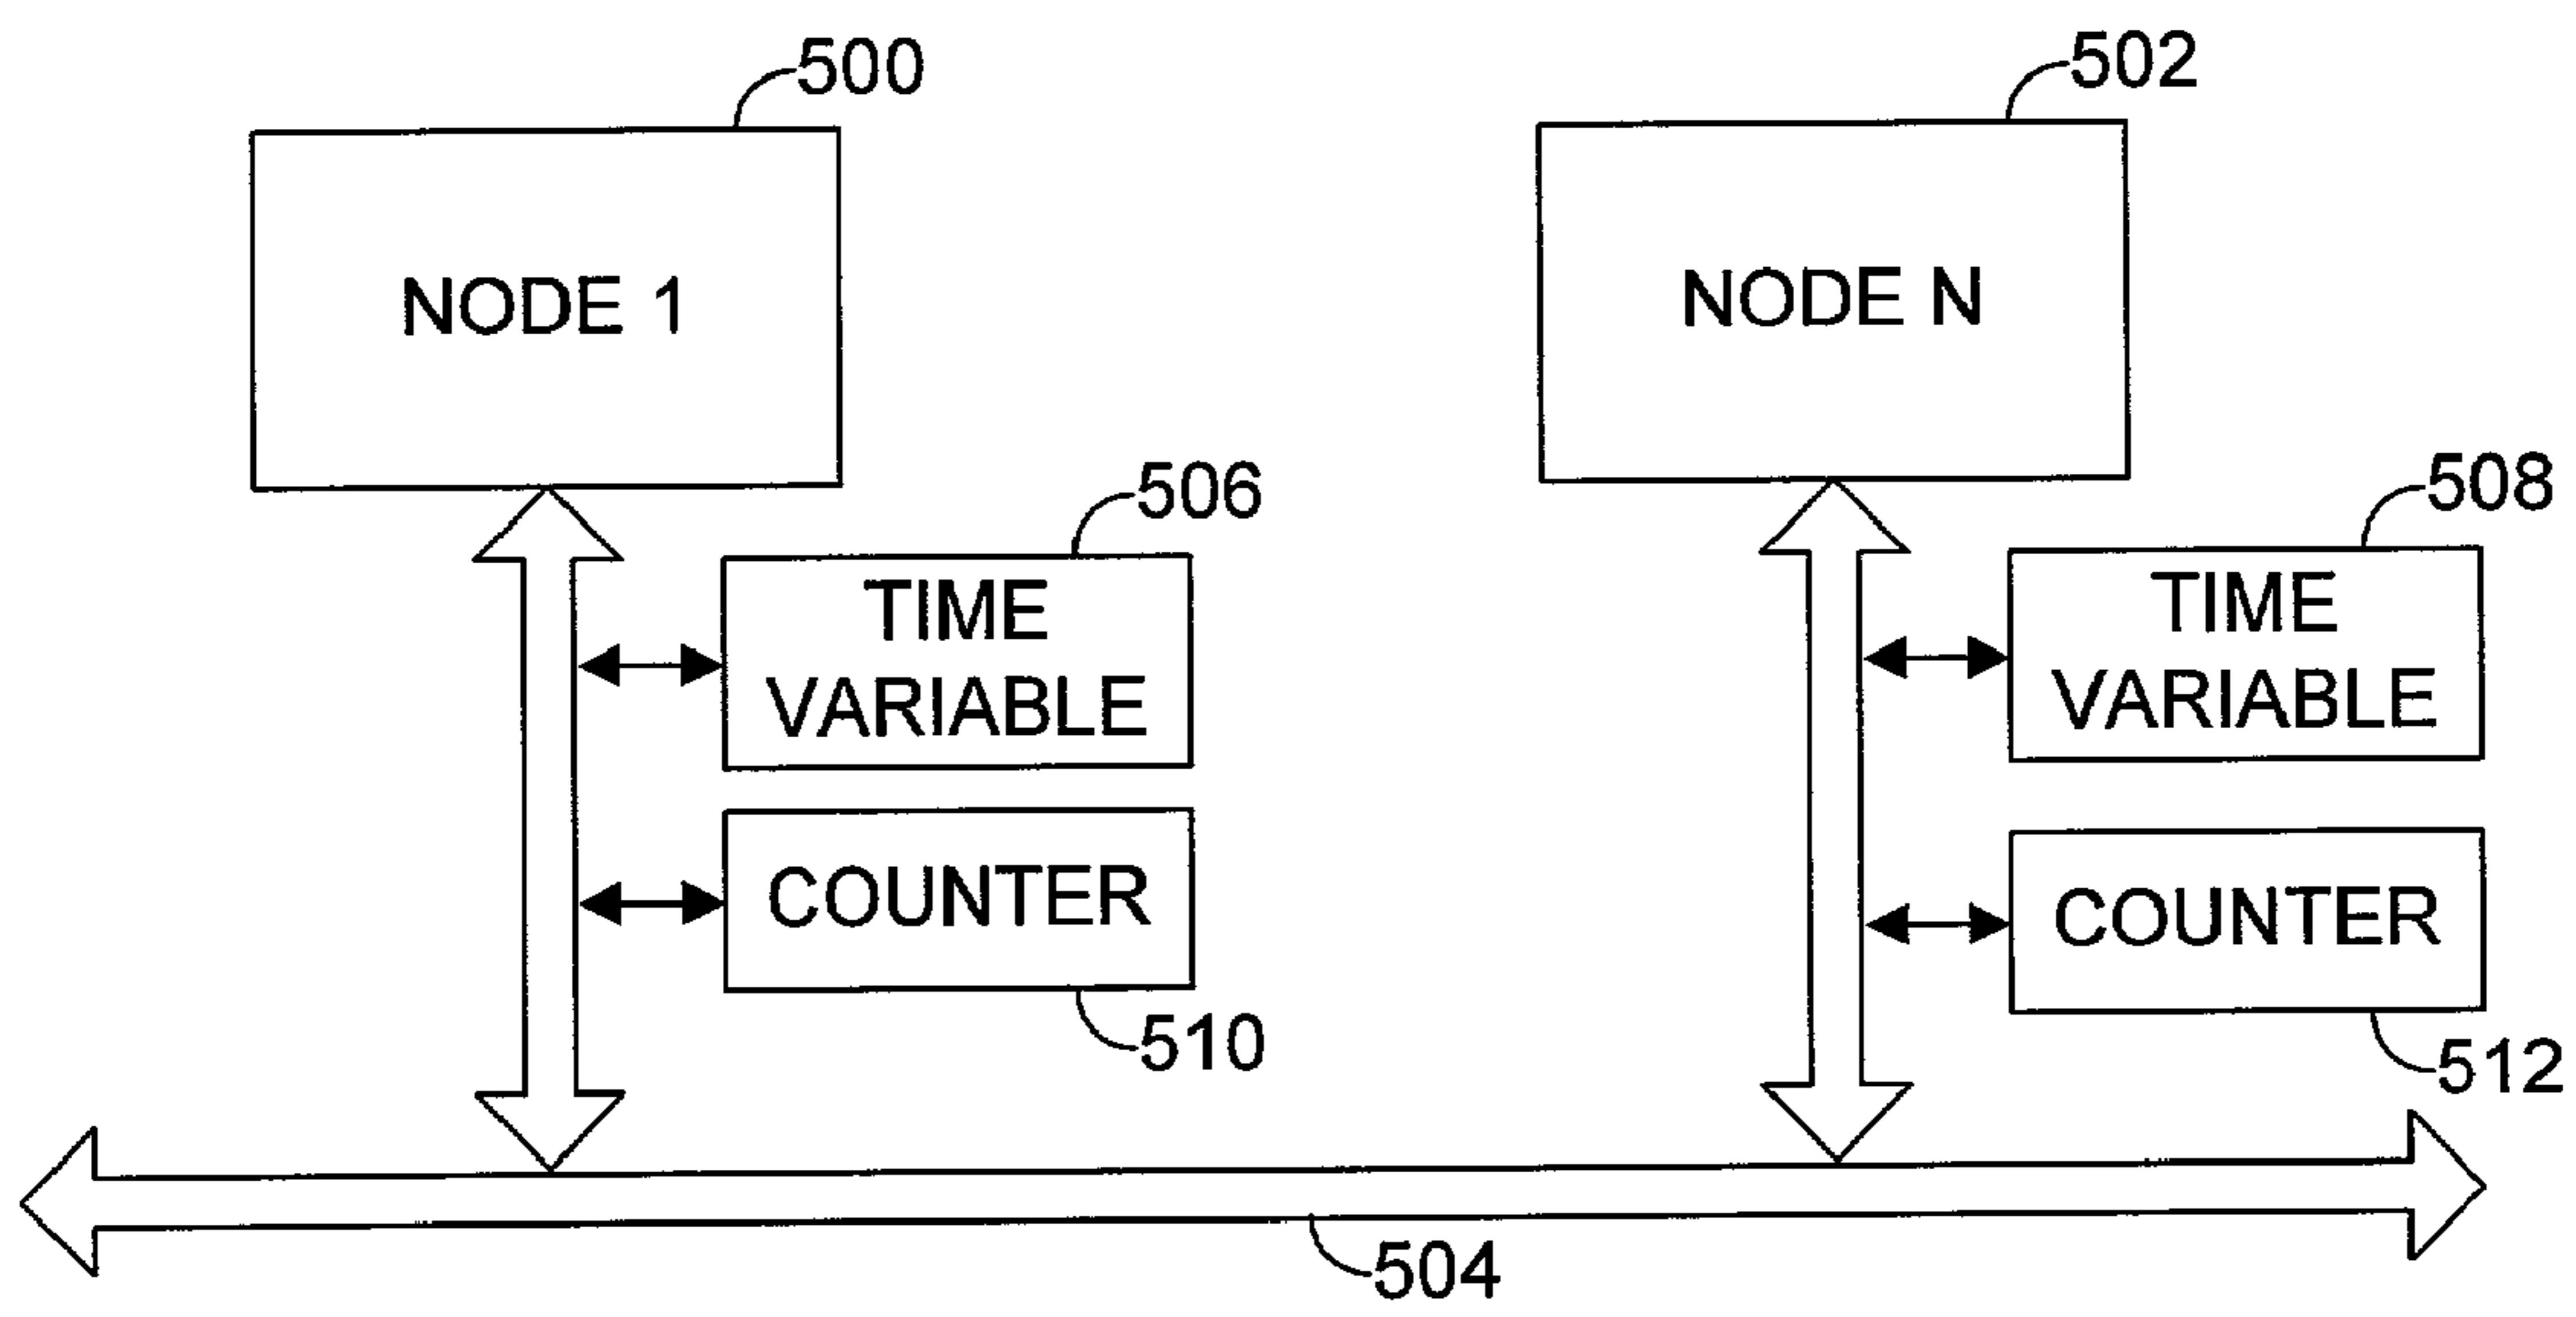 500
502
NODE 1
NODE N
506
508
TIME
VARIABLE
TIME
VARIABLE
COUNTER
COUNTER
510
512
504